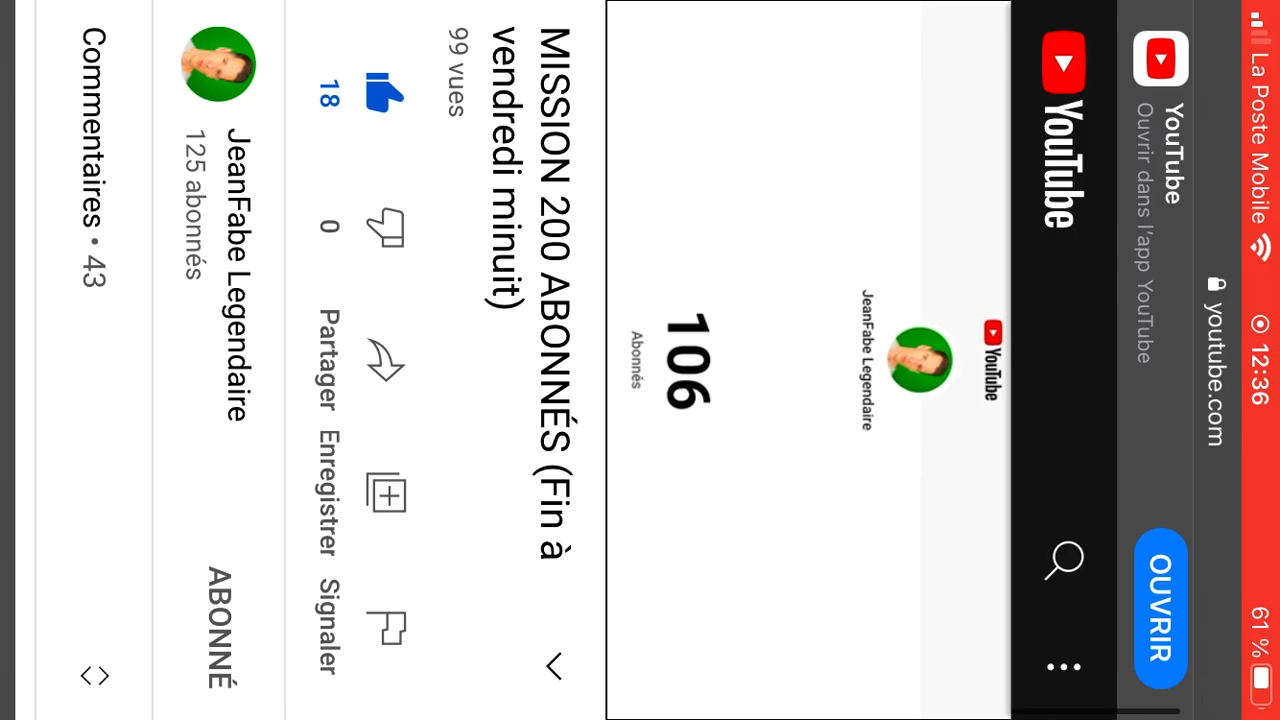 La Poste Mobile 12:36 61 %
youtube.com
YouTube
Ouvrir dans l'app YouTube
OUVRIR
YouTube
YouTube
JeanFabe Legendaire
106
Abonnés
MISSION 200 ABONNÉS (Fin à
vendredi minuit)
99 vues
18
0
Partager
Enregistrer
Signaler
JeanFabe Legendaire
125 abonnés
ABONNÉ
Commentaires • 43